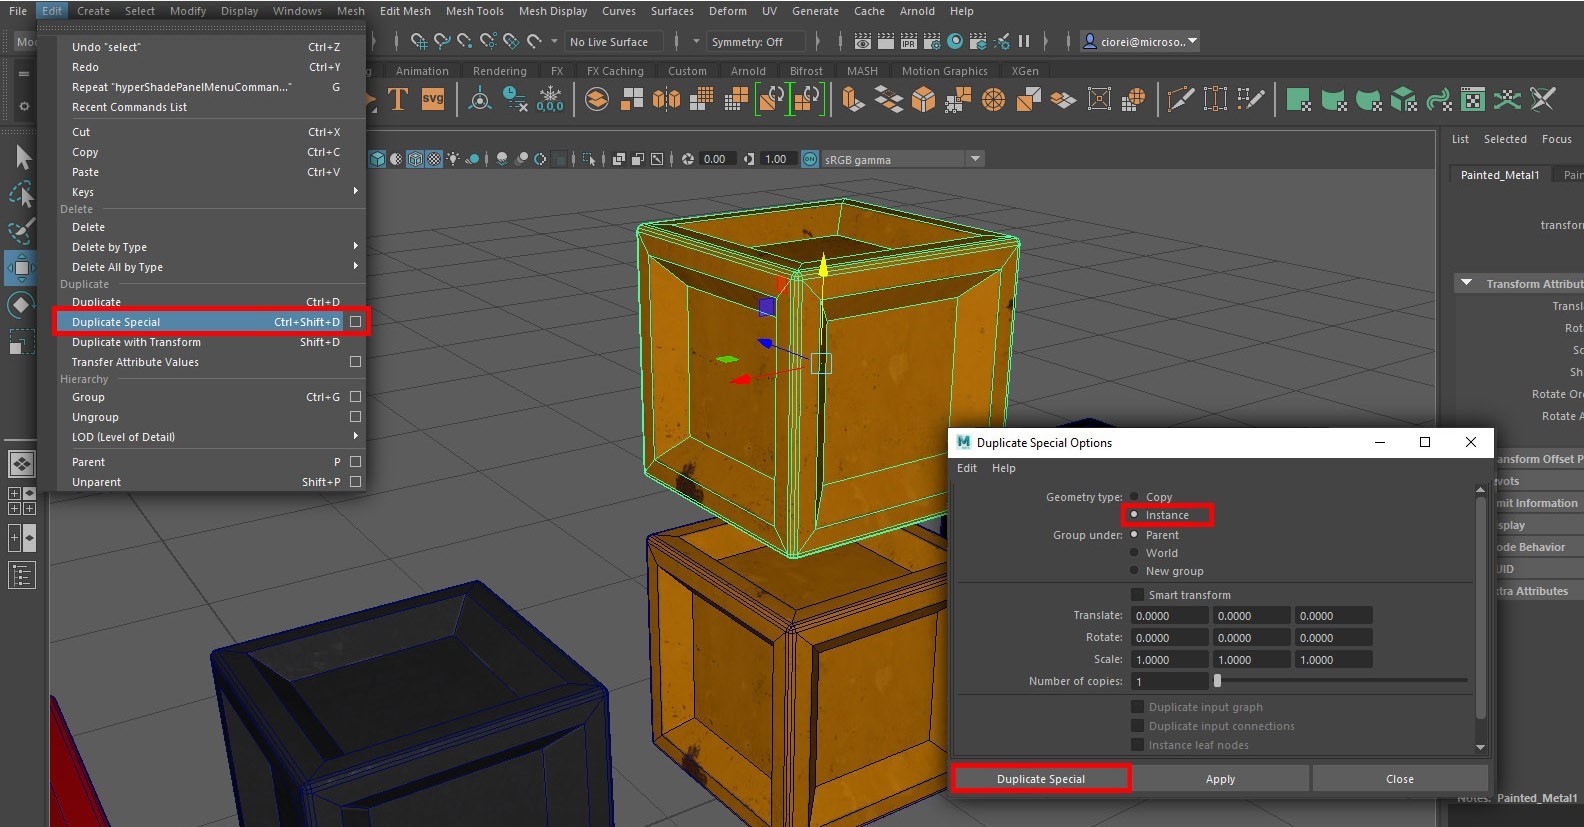 File Edit Create Select Modify Display Windows Mesh Edit Mesh Mesh Tools Mesh Display Curves Surfaces Deform UV Generate Cache Arnold Help
No Live Surface Symmetry: Off IPR ciorei@microso..
Animation Rendering FX FX Caching Custom Arnold Bifrost MASH Motion Graphics XGen
T SVG 0,0,0
0.00 1.00 ON sRGB gamma
Undo "select" Ctrl+Z
Redo Ctrl+Y
Repeat "hyperShadePanelMenuComman..." G
Recent Commands List
Cut Ctrl+X
Copy Ctrl+C
Paste Ctrl+V
Keys
Delete
Delete
Delete by Type
Delete All by Type
Duplicate
Duplicate Ctrl+D
Duplicate Special Ctrl+Shift+D
Duplicate with Transform Shift+D
Transfer Attribute Values
Hierarchy
Group Ctrl+G
Ungroup
LOD (Level of Detail)
Parent P
Unparent Shift+P
List Selected Focus
Painted_Metal1 Pain
transform
Transform Attribut
Transl
Rot
Sc
Sh
Rotate Or
Rotate A
ansform Offset P
vots
mit Information
splay
ode Behavior
UID
tra Attributes
Notes: Painted_Metal1
M Duplicate Special Options
Edit Help
Geometry type: Copy
Instance
Group under: Parent
World
New group
Smart transform
Translate: 0.0000 0.0000 0.0000
Rotate: 0.0000 0.0000 0.0000
Scale: 1.0000 1.0000 1.0000
Number of copies: 1
Duplicate input graph
Duplicate input connections
Instance leaf nodes
Duplicate Special Apply Close